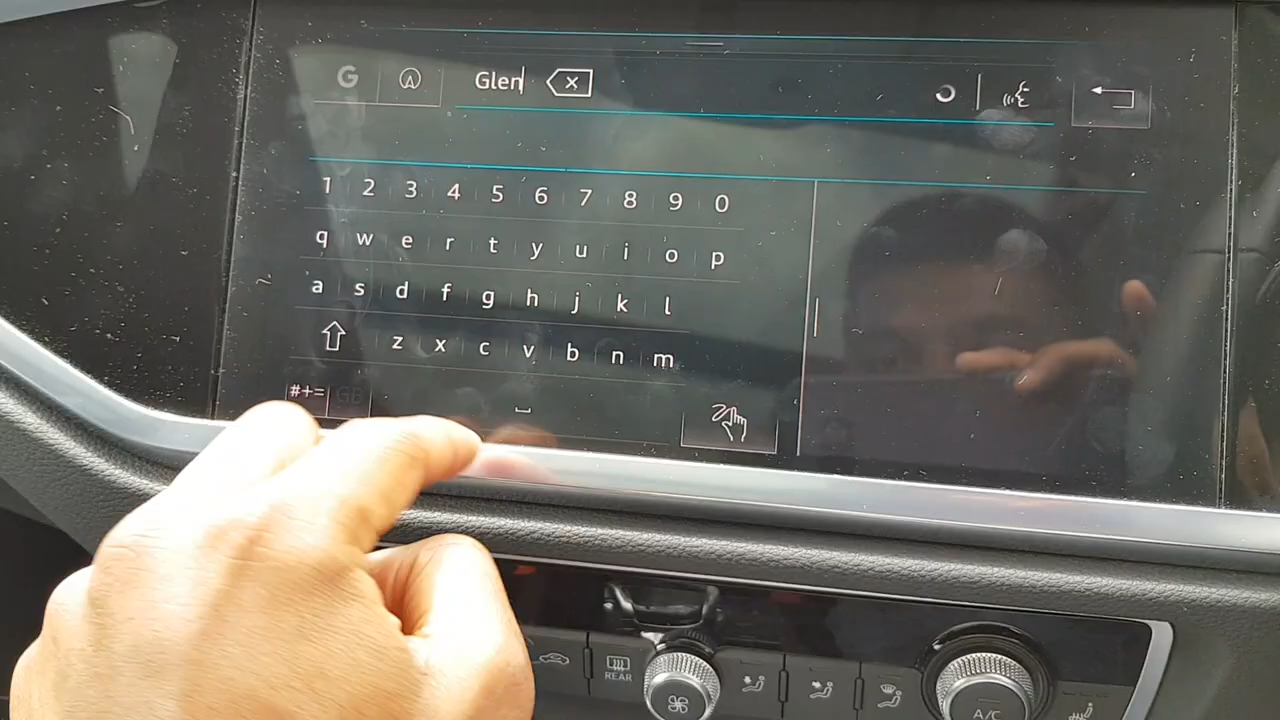 G Glen
1 2 3 4 5 6 7 8 9 0
q w e r t y u i o p
a s d f g h j k l
z x c v b n m
#+= GB
REAR
A/C